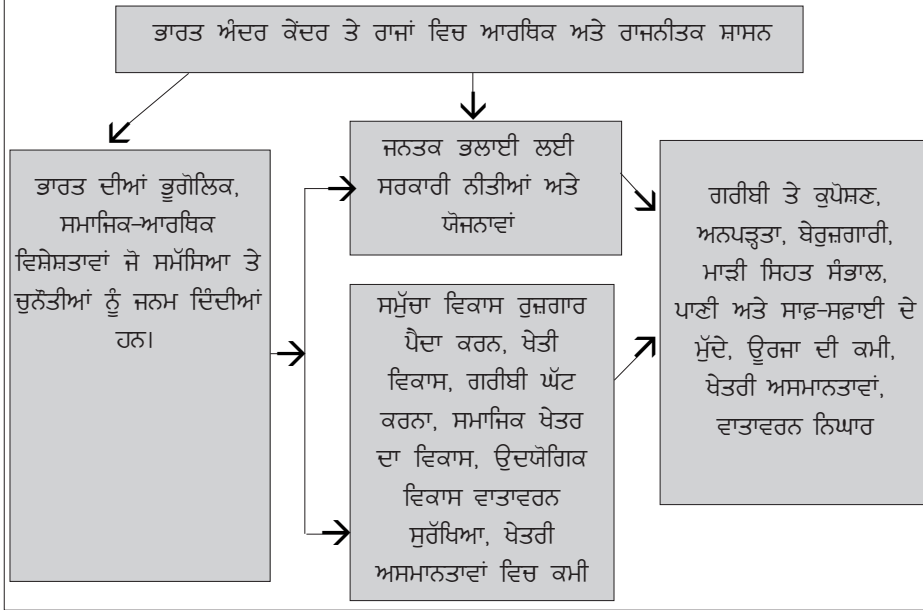 ਭਾਰਤ ਅੰਦਰ ਕੇਂਦਰ ਤੇ ਰਾਜਾਂ ਵਿਚ ਆਰਥਿਕ ਅਤੇ ਰਾਜਨੀਤਕ ਸ਼ਾਸਨ
ਭਾਰਤ ਦੀਆਂ ਭੂਗੋਲਿਕ,
ਸਮਾਜਿਕ-ਆਰਥਿਕ
ਵਿਸ਼ੇਸ਼ਤਾਵਾਂ ਜੋ ਸਮੱਸਿਆ ਤੇ
ਚੁਨੌਤੀਆਂ ਨੂੰ ਜਨਮ ਦਿੰਦੀਆਂ
ਹਨ।
ਜਨਤਕ ਭਲਾਈ ਲਈ
ਸਰਕਾਰੀ ਨੀਤੀਆਂ ਅਤੇ
ਯੋਜਨਾਵਾਂ
ਸਮੁੱਚਾ ਵਿਕਾਸ ਰੁਜ਼ਗਾਰ
ਪੈਦਾ ਕਰਨ, ਖੇਤੀ
ਵਿਕਾਸ, ਗਰੀਬੀ ਘੱਟ
ਕਰਨਾ, ਸਮਾਜਿਕ ਖੇਤਰ
ਦਾ ਵਿਕਾਸ, ਉਦਯੋਗਿਕ
ਵਿਕਾਸ ਵਾਤਾਵਰਨ
ਸੁਰੱਖਿਆ, ਖੇਤਰੀ
ਅਸਮਾਨਤਾਵਾਂ ਵਿਚ ਕਮੀ
ਗਰੀਬੀ ਤੇ ਕੁਪੋਸ਼ਣ,
ਅਨਪੜ੍ਹਤਾ, ਬੇਰੁਜ਼ਗਾਰੀ,
ਮਾੜੀ ਸਿਹਤ ਸੰਭਾਲ,
ਪਾਣੀ ਅਤੇ ਸਾਫ਼-ਸਫ਼ਾਈ ਦੇ
ਮੁੱਦੇ, ਊਰਜਾ ਦੀ ਕਮੀ,
ਖੇਤਰੀ ਅਸਮਾਨਤਾਵਾਂ,
ਵਾਤਾਵਰਨ ਨਿਘਾਰ